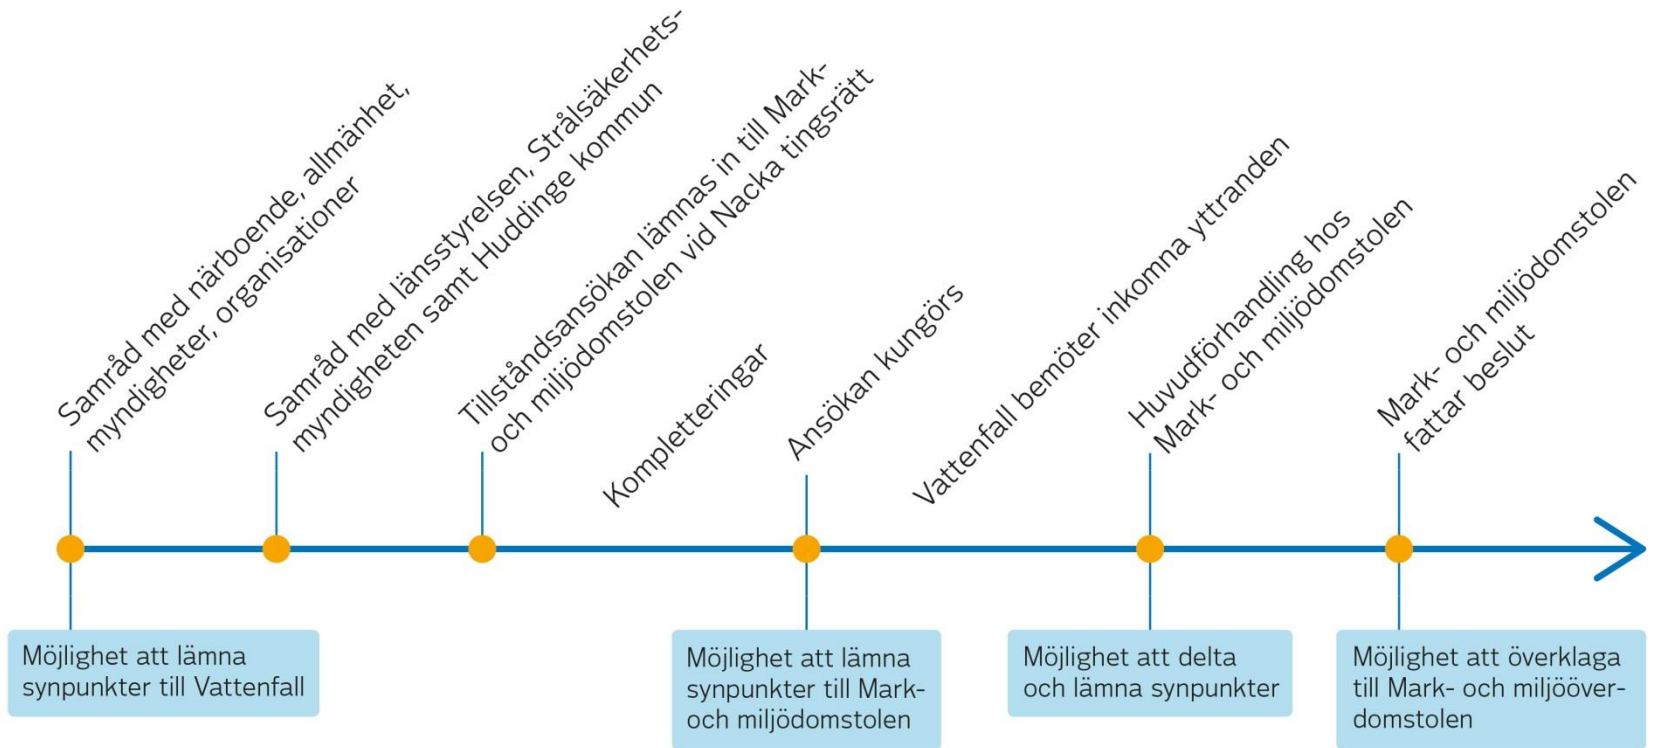 Samråd med närboende, allmänhet,
myndigheter, organisationer
Samråd med länsstyrelsen, Strålsäkerhets-
myndigheten samt Huddinge kommun
Tillståndsansökan lämnas in till Mark-
och miljödomstolen vid Nacka tingsrätt
Kompletteringar
Ansökan kungörs
Vattenfall bemöter inkomna yttranden
Huvudförhandling hos
Mark- och miljödomstolen
Mark- och miljödomstolen
fattar beslut
Möjlighet att lämna
synpunkter till Vattenfall
Möjlighet att lämna
synpunkter till Mark-
och miljödomstolen
Möjlighet att delta
och lämna synpunkter
Möjlighet att överklaga
till Mark- och miljööver-
domstolen